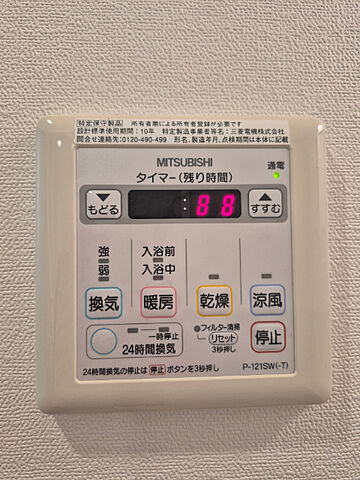 特定保守製品 所有者票による所有者登録が必要です。
設計標準使用期間：10年 特定製造事業者等名：三菱電機株式会社
問合せ連絡先：0120-490-499 形名、製造年月、点検期間は本体に記載
MITSUBISHI
通電
タイマー(残り時間)
もどる
:88
すすむ
強
弱
入浴前
入浴中
換気
暖房
乾燥
涼風
一時停止
24時間換気
フィルター清掃
リセット
3秒押し
停止
24時間換気の停止は 停止 ボタンを3秒押し
P-121SW(-T)